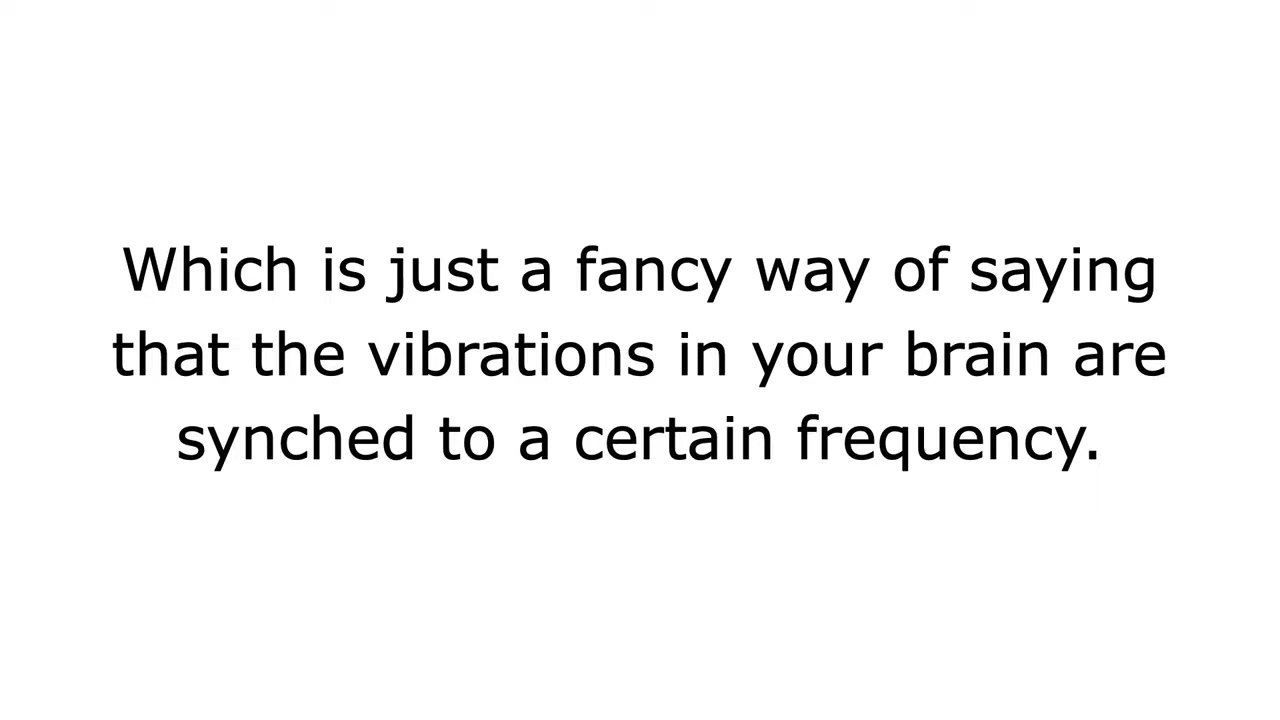 Which is just a fancy way of saying
that the vibrations in your brain are
synched to a certain frequency.